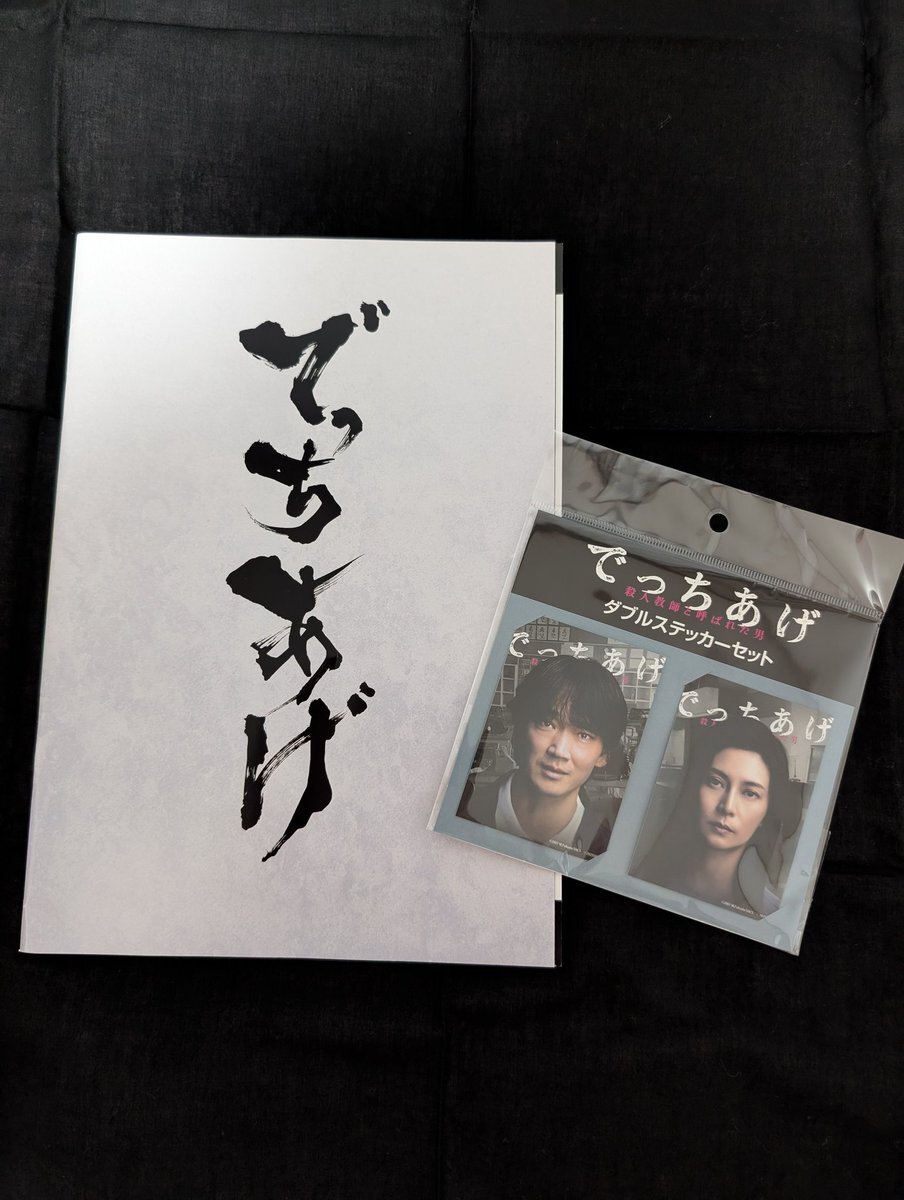 でっちあげ
でっちあげ
殺人教師と呼ばれた男
ダブルステッカーセット
でっちあげ
でっちあげ